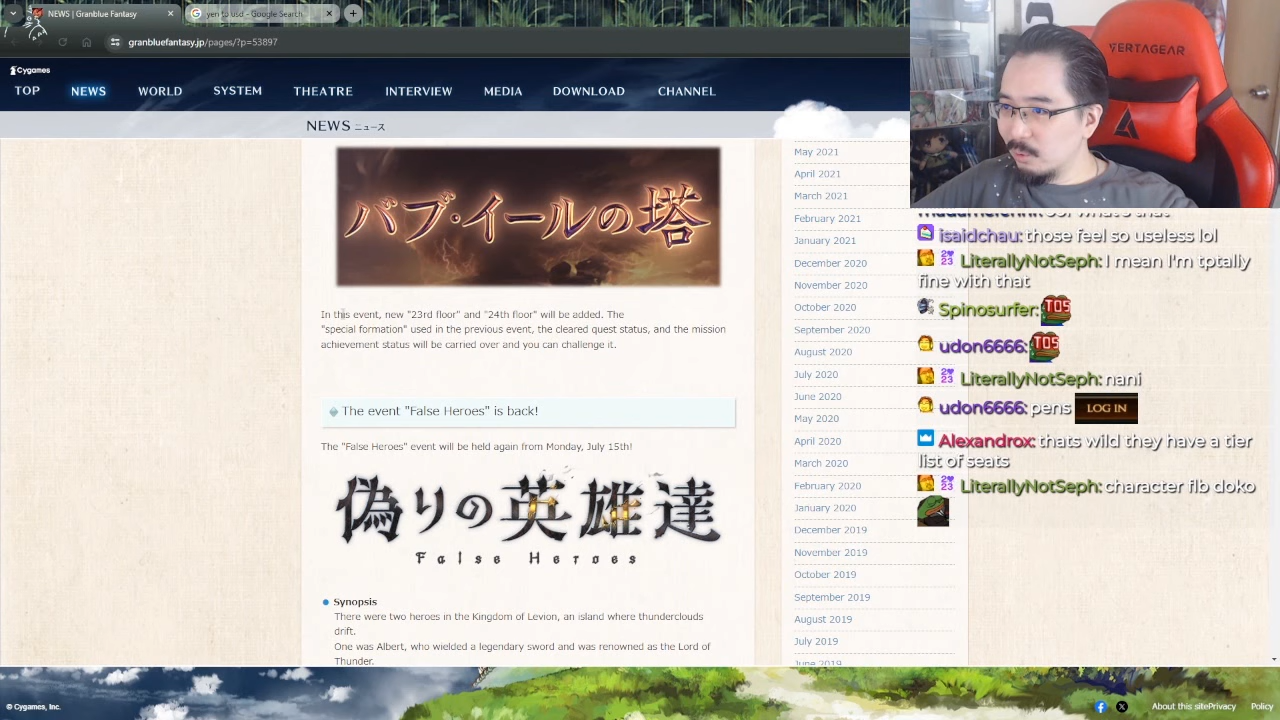 NEWS | Granblue Fantasy
yen to usd - Google Search
granbluefantasy.jp/pages/?p=53897
Cygames
TOP NEWS WORLD SYSTEM THEATRE INTERVIEW MEDIA DOWNLOAD CHANNEL
NEWS ニュース
バブ・イールの塔
In this event, new "23rd floor" and "24th floor" will be added. The
used in the previous event, the cleared quest status, and the mission
achievement status will be carried over and you can challenge it.
The event "False Heroes" is back!
The "False Heroes" event will be held again from Monday, July 15th!
偽りの英雄達
False Heroes
Synopsis
There were two heroes in the Kingdom of Levion, an island where thunderclouds
drift.
One was Albert, who wielded a legendary sword and was renowned as the Lord of
Thunder.
May 2021
April 2021
March 2021
February 2021
January 2021
December 2020
November 2020
October 2020
September 2020
August 2020
July 2020
June 2020
May 2020
April 2020
March 2020
February 2020
January 2020
December 2019
November 2019
October 2019
September 2019
August 2019
July 2019
June 2019
VERTAGEAR
isaidchau: those feel so useless lol
LiterallyNotSeph: I mean I'm tptally
fine with that
Spinosurfer: TOS
udon6666: TOS
LiterallyNotSeph: nani
udon6666: pens LOG IN
Alexandrox: thats wild they have a tier
list of seats
LiterallyNotSeph: character flb doko
© Cygames, Inc.
About this site Privacy Policy